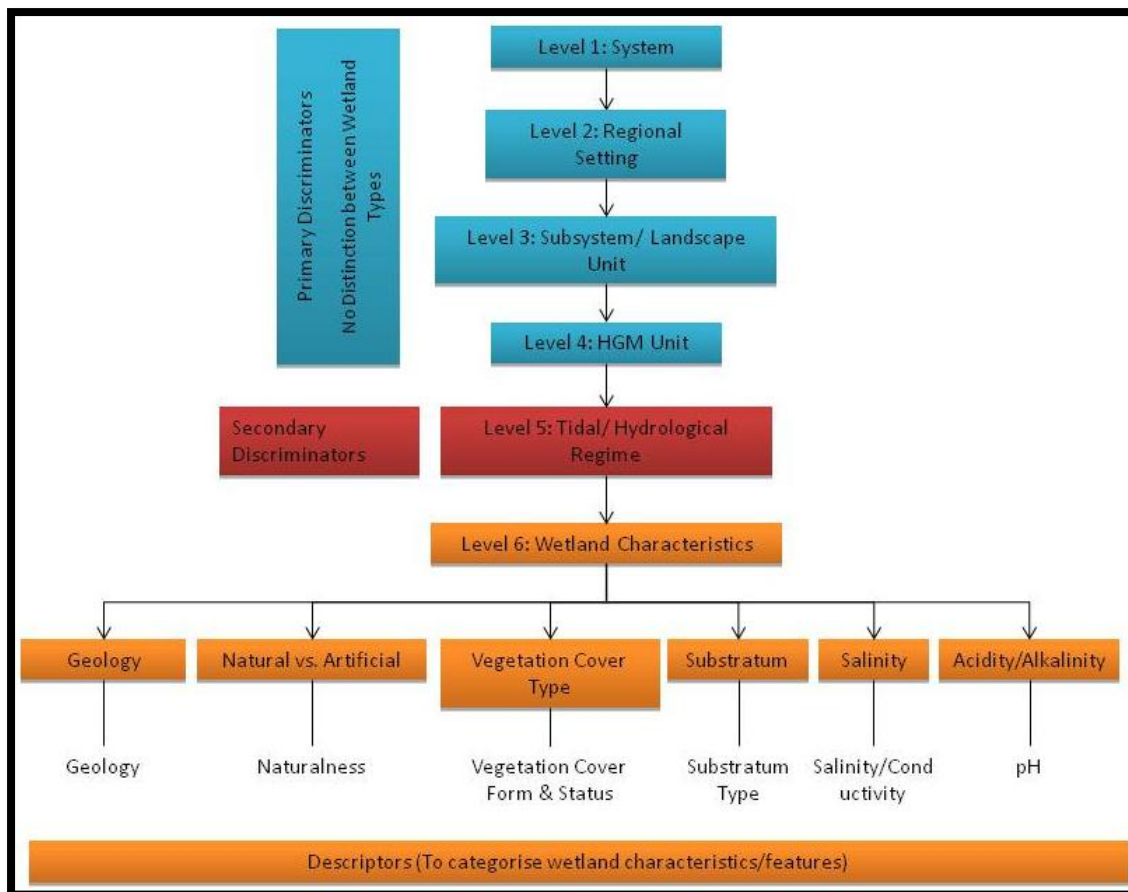 Primary Discriminators
No Distinction between Wetland
Types
Level 1: System
Level 2: Regional
Setting
Level 3: Subsystem/ Landscape
Unit
Level 4: HGM Unit
Secondary
Discriminators
Level 5: Tidal/ Hydrological
Regime
Level 6: Wetland Characteristics
Geology
Natural vs. Artificial
Vegetation Cover
Type
Substratum
Salinity
Acidity/Alkalinity
Geology
Naturalness
Vegetation Cover
Form & Status
Substratum
Type
Salinity/Cond
uctivity
pH
Descriptors (To categorise wetland characteristics/features)